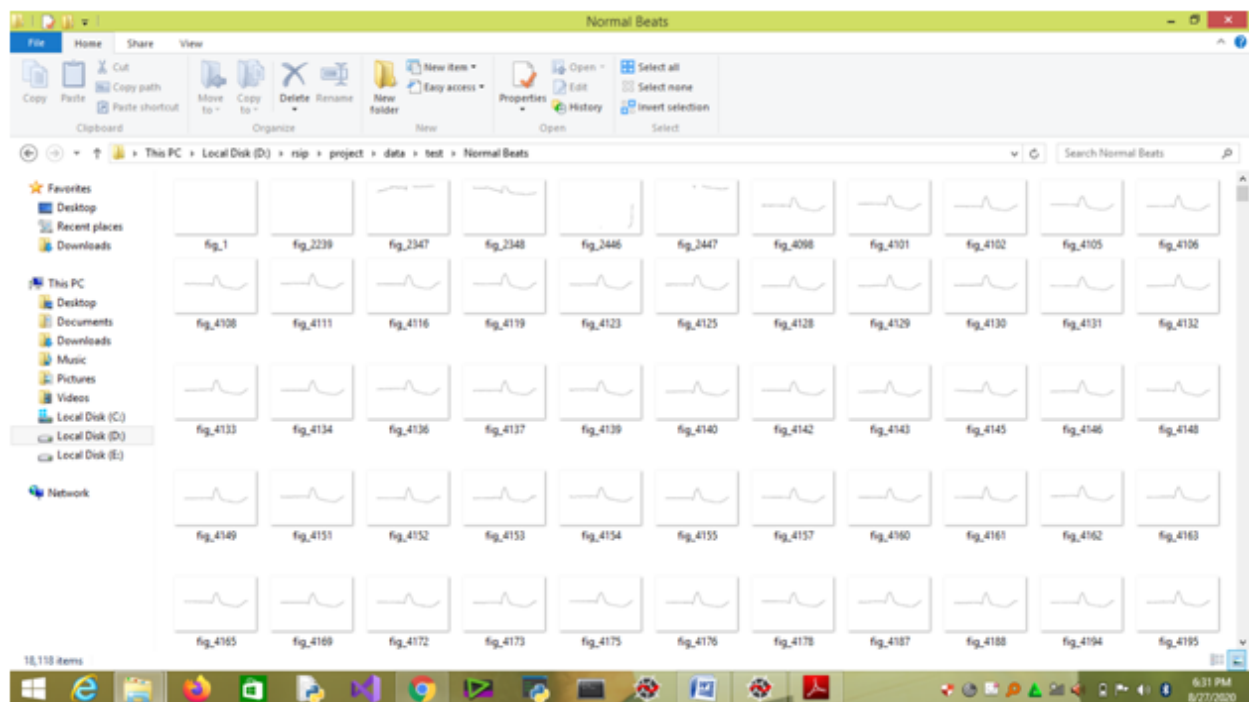 Normal Beats
File Home Share View
Copy Paste Cut Copy path Paste shortcut Move to Copy to Delete Rename New folder New item Easy access Properties Open Edit History Select all Select none Invert selection
Clipboard Organize New Open Select
This PC Local Disk (D:) rsip project data test Normal Beats Search Normal Beats
Favorites
Desktop
Recent places
Downloads
This PC
Desktop
Documents
Downloads
Music
Pictures
Videos
Local Disk (C:)
Local Disk (D:)
Local Disk (E:)
Network
fig_1 fig_2239 fig_2347 fig_2348 fig_2446 fig_2447 fig_4098 fig_4101 fig_4102 fig_4105 fig_4106
fig_4108 fig_4111 fig_4116 fig_4119 fig_4123 fig_4125 fig_4128 fig_4129 fig_4130 fig_4131 fig_4132
fig_4133 fig_4134 fig_4136 fig_4137 fig_4139 fig_4140 fig_4142 fig_4143 fig_4145 fig_4146 fig_4148
fig_4149 fig_4151 fig_4152 fig_4153 fig_4154 fig_4155 fig_4157 fig_4160 fig_4161 fig_4162 fig_4163
fig_4165 fig_4169 fig_4172 fig_4173 fig_4175 fig_4176 fig_4178 fig_4187 fig_4188 fig_4194 fig_4195
18,118 items
6:31 PM
8/27/2020